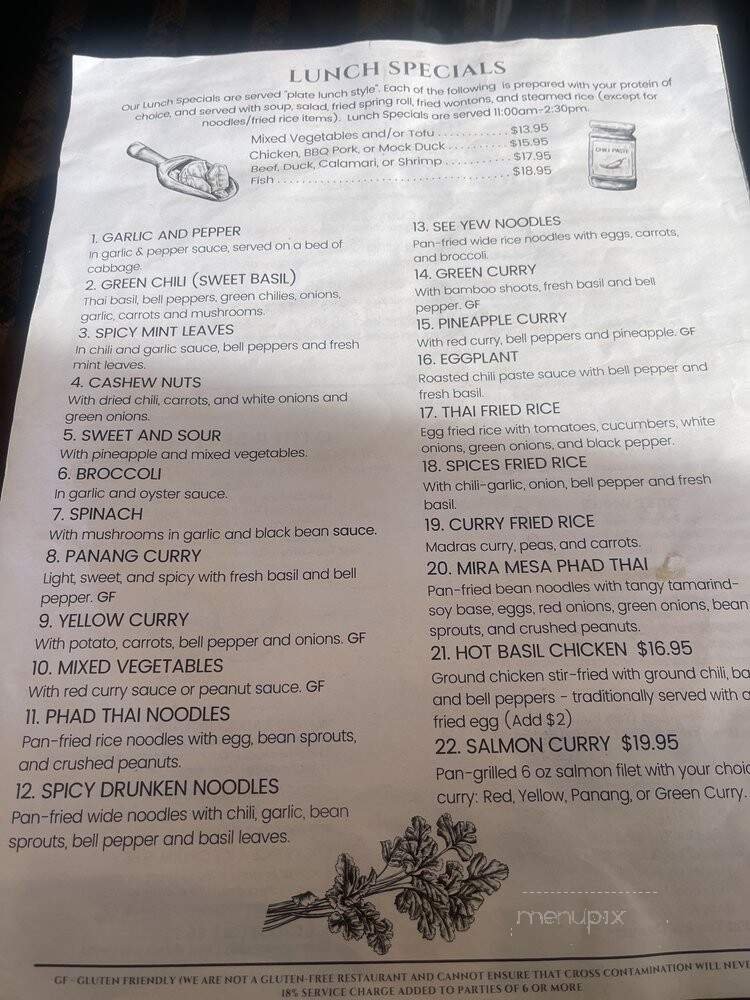 LUNCH SPECIALS
Our Lunch Specials are served "plate lunch style". Each of the following is prepared with your protein of
choice, and served with soup, salad, fried spring roll, fried wontons, and steamed rice (except for
noodles/fried rice items). Lunch Specials are served 11:00am-2:30pm.
Mixed Vegetables and/or Tofu . . . . . . . . . . . $13.95
Chicken, BBQ Pork, or Mock Duck . . . . . . . . . . $15.95
Beef, Duck, Calamari, or Shrimp . . . . . . . . . . . $17.95
Fish . . . . . . . . . . . . . . . . . . . . . . . . . . . . . . . . . . . . $18.95
CHILI PASTE
1. GARLIC AND PEPPER
In garlic & pepper sauce, served on a bed of
cabbage.
2. GREEN CHILI (SWEET BASIL)
Thai basil, bell peppers, green chilies, onions,
garlic, carrots and mushrooms.
3. SPICY MINT LEAVES
In chili and garlic sauce, bell peppers and fresh
mint leaves.
4. CASHEW NUTS
With dried chili, carrots, and white onions and
green onions.
5. SWEET AND SOUR
With pineapple and mixed vegetables.
6. BROCCOLI
In garlic and oyster sauce.
7. SPINACH
With mushrooms in garlic and black bean sauce.
8. PANANG CURRY
Light, sweet, and spicy with fresh basil and bell
pepper. GF
9. YELLOW CURRY
With potato, carrots, bell pepper and onions. GF
10. MIXED VEGETABLES
With red curry sauce or peanut sauce. GF
11. PHAD THAI NOODLES
Pan-fried rice noodles with egg, bean sprouts,
and crushed peanuts.
12. SPICY DRUNKEN NOODLES
Pan-fried wide noodles with chili, garlic, bean
sprouts, bell pepper and basil leaves.
13. SEE YEW NOODLES
Pan-fried wide rice noodles with eggs, carrots,
and broccoli.
14. GREEN CURRY
With bamboo shoots, fresh basil and bell
pepper. GF
15. PINEAPPLE CURRY
With red curry, bell peppers and pineapple. GF
16. EGGPLANT
Roasted chili paste sauce with bell pepper and
fresh basil.
17. THAI FRIED RICE
Egg fried rice with tomatoes, cucumbers, white
onions, green onions, and black pepper.
18. SPICES FRIED RICE
With chili-garlic, onion, bell pepper and fresh
basil.
19. CURRY FRIED RICE
Madras curry, peas, and carrots.
20. MIRA MESA PHAD THAI
Pan-fried bean noodles with tangy tamarind-
soy base, eggs, red onions, green onions, bean
sprouts, and crushed peanuts.
21. HOT BASIL CHICKEN $16.95
Ground chicken stir-fried with ground chili, ba
and bell peppers - traditionally served with a
fried egg (Add $2)
22. SALMON CURRY $19.95
Pan-grilled 6 oz salmon filet with your choic
curry: Red, Yellow, Panang, or Green Curry.
menupix
GF - GLUTEN FRIENDLY (WE ARE NOT A GLUTEN-FREE RESTAURANT AND CANNOT ENSURE THAT CROSS CONTAMINATION WILL NEVE
18% SERVICE CHARGE ADDED TO PARTIES OF 6 OR MORE